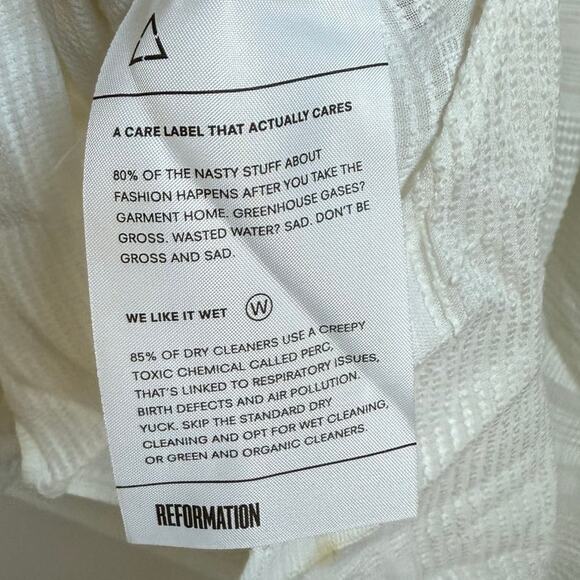 A CARE LABEL THAT ACTUALLY CARES
80% OF THE NASTY STUFF ABOUT
FASHION HAPPENS AFTER YOU TAKE THE
GARMENT HOME. GREENHOUSE GASES?
GROSS. WASTED WATER? SAD. DON'T BE
GROSS AND SAD.
WE LIKE IT WET W
85% OF DRY CLEANERS USE A CREEPY
TOXIC CHEMICAL CALLED PERC,
THAT'S LINKED TO RESPIRATORY ISSUES,
BIRTH DEFECTS AND AIR POLLUTION.
YUCK. SKIP THE STANDARD DRY
CLEANING AND OPT FOR WET CLEANING,
OR GREEN AND ORGANIC CLEANERS.
REFORMATION